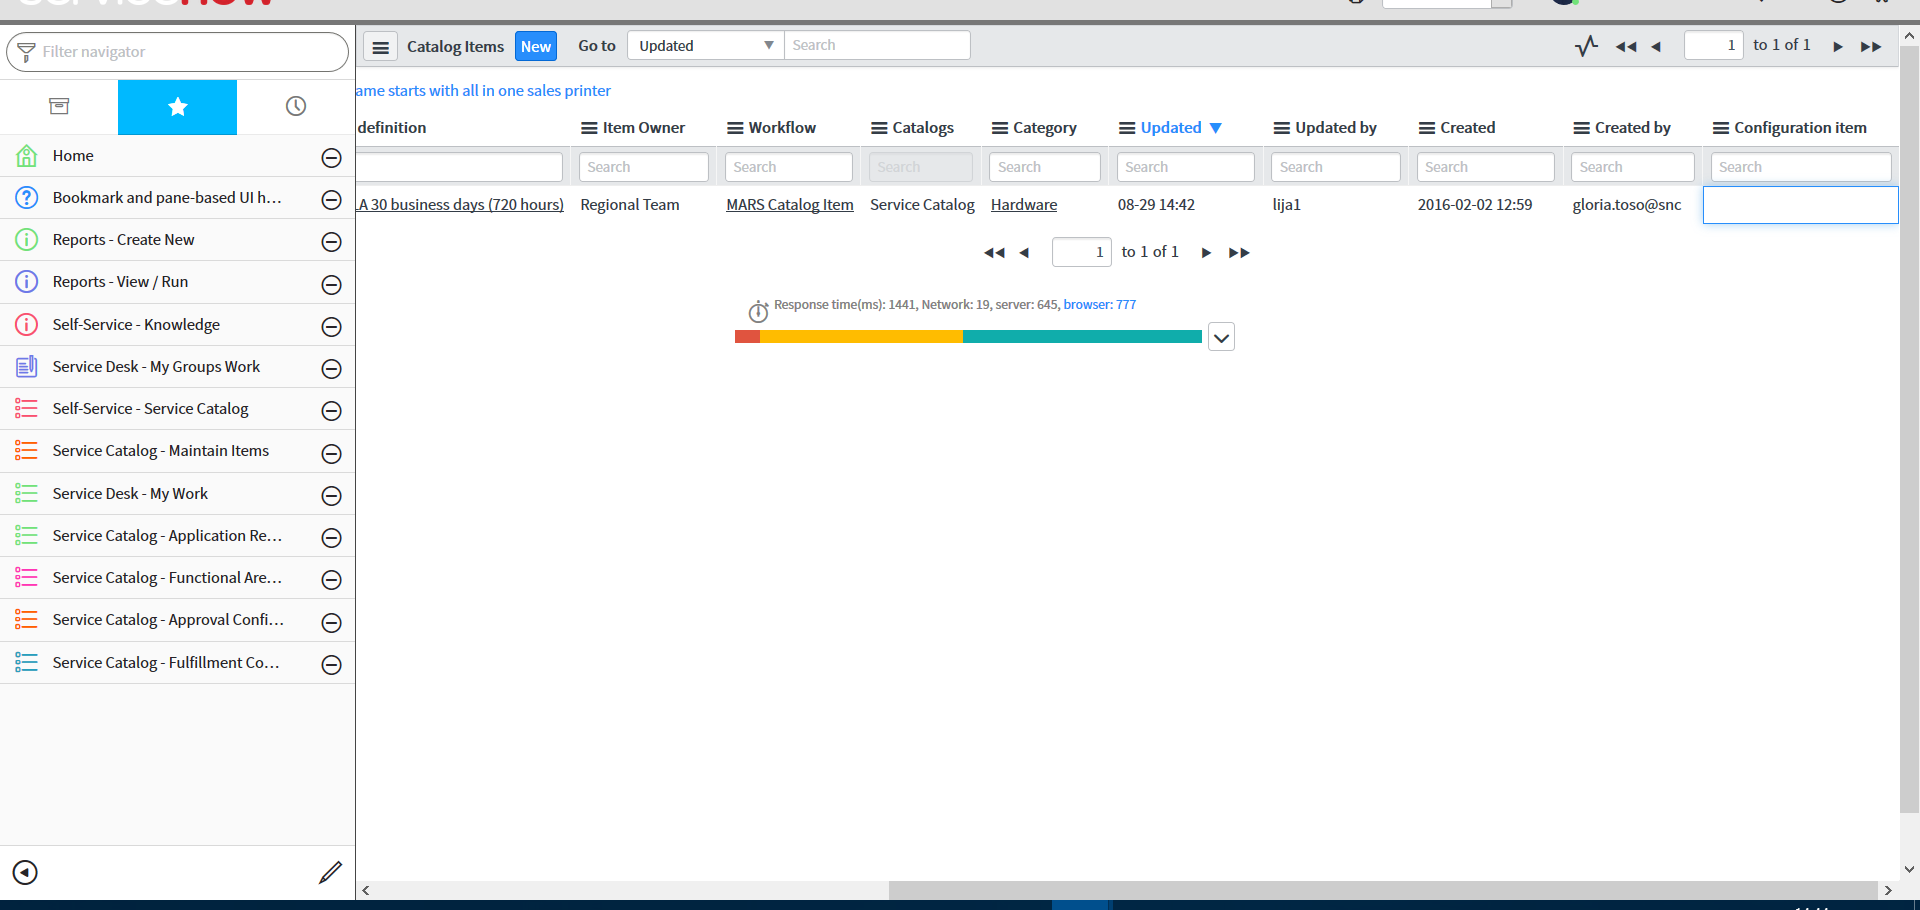 servicenow
Filter navigator
Catalog Items New Go to Updated Search 1 to 1 of 1
ame starts with all in one sales printer
definition Item Owner Workflow Catalogs Category Updated Updated by Created Created by Configuration item
Search Search Search Search Search Search Search Search Search
LA 30 business days (720 hours) Regional Team MARS Catalog Item Service Catalog Hardware 08-29 14:42 lija1 2016-02-02 12:59 gloria.toso@snc
1 to 1 of 1
Response time(ms): 1441, Network: 19, server: 645, browser: 777
Home
Bookmark and pane-based UI h...
Reports - Create New
Reports - View / Run
Self-Service - Knowledge
Service Desk - My Groups Work
Self-Service - Service Catalog
Service Catalog - Maintain Items
Service Desk - My Work
Service Catalog - Application Re...
Service Catalog - Functional Are...
Service Catalog - Approval Confi...
Service Catalog - Fulfillment Co...